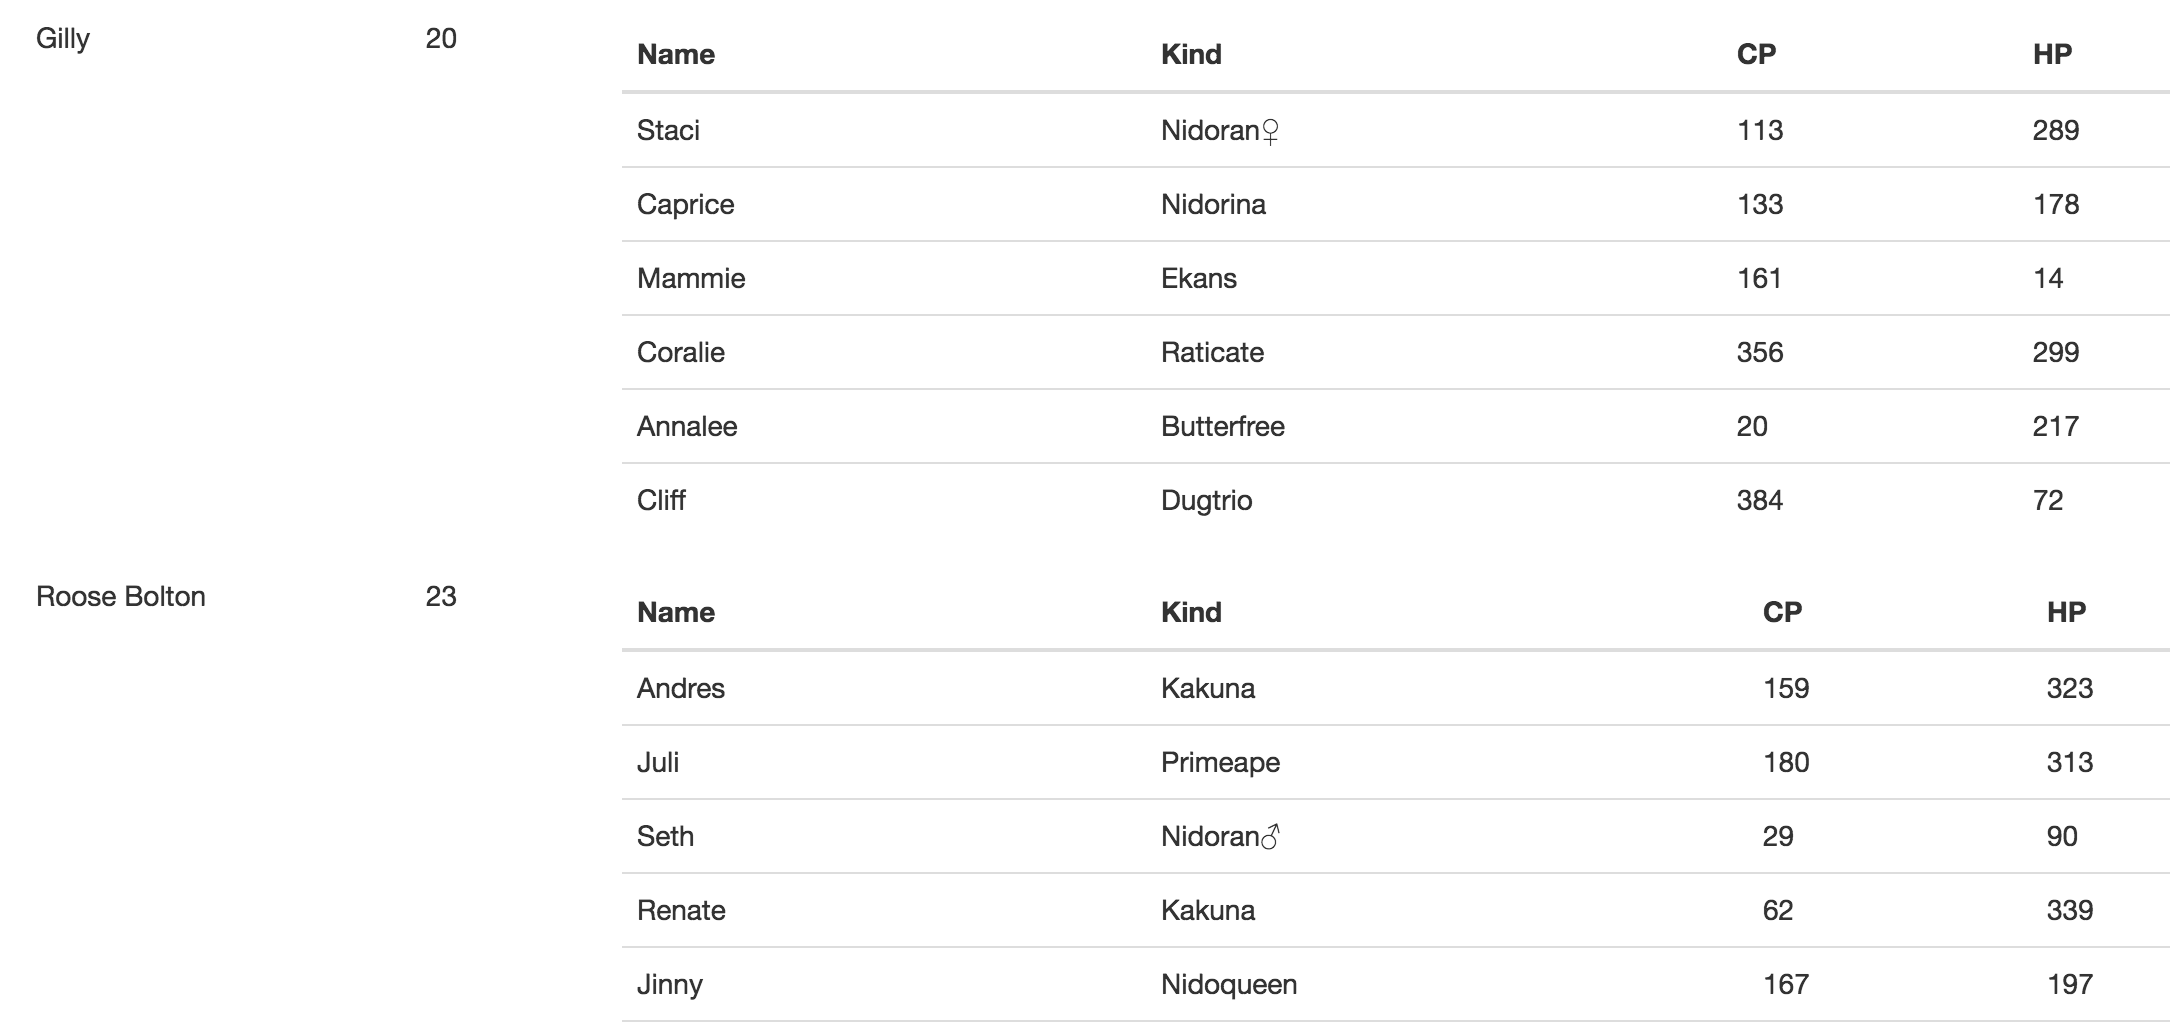 Gilly 20 Name Kind CP HP
Staci Nidoran♀ 113 289
Caprice Nidorina 133 178
Mammie Ekans 161 14
Coralie Raticate 356 299
Annalee Butterfree 20 217
Cliff Dugtrio 384 72
Roose Bolton 23 Name Kind CP HP
Andres Kakuna 159 323
Juli Primeape 180 313
Seth Nidoran♂ 29 90
Renate Kakuna 62 339
Jinny Nidoqueen 167 197